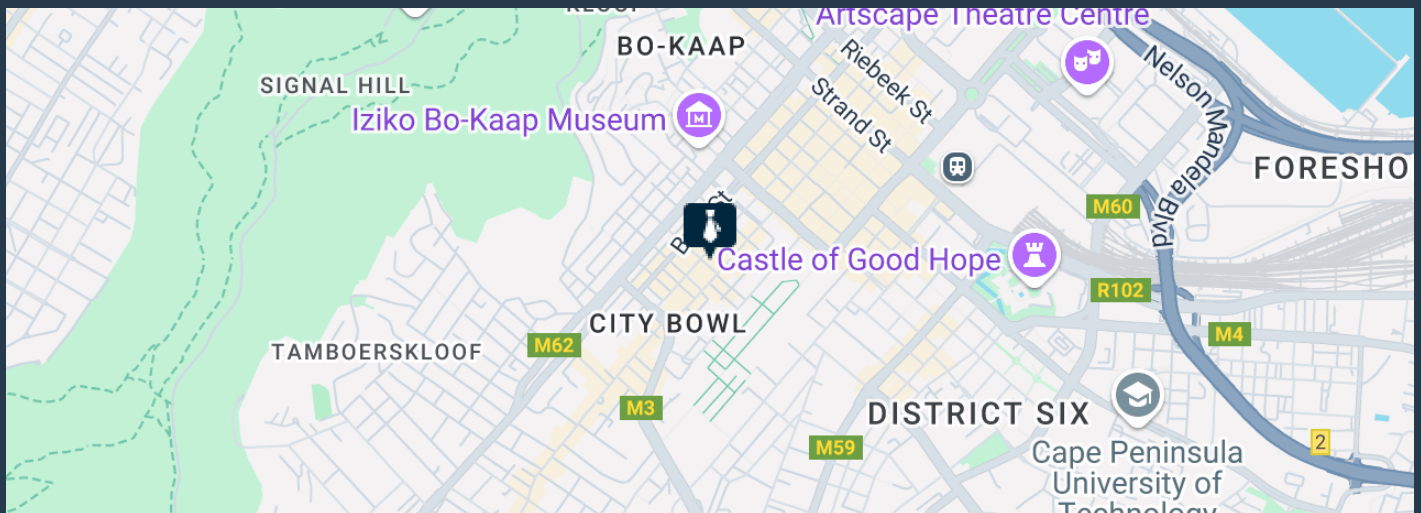 Artscape Theatre Centre
BO-KAAP
Riebeek St
Nelson Mandela Blvd
SIGNAL HILL
Strand St
Iziko Bo-Kaap Museum
FORESHO
M60
Castle of Good Hope
R102
CITY BOWL
M4
M62
TAMBOERSKLOOF
M3
DISTRICT SIX
M59
2
Cape Peninsula
University of
Technology